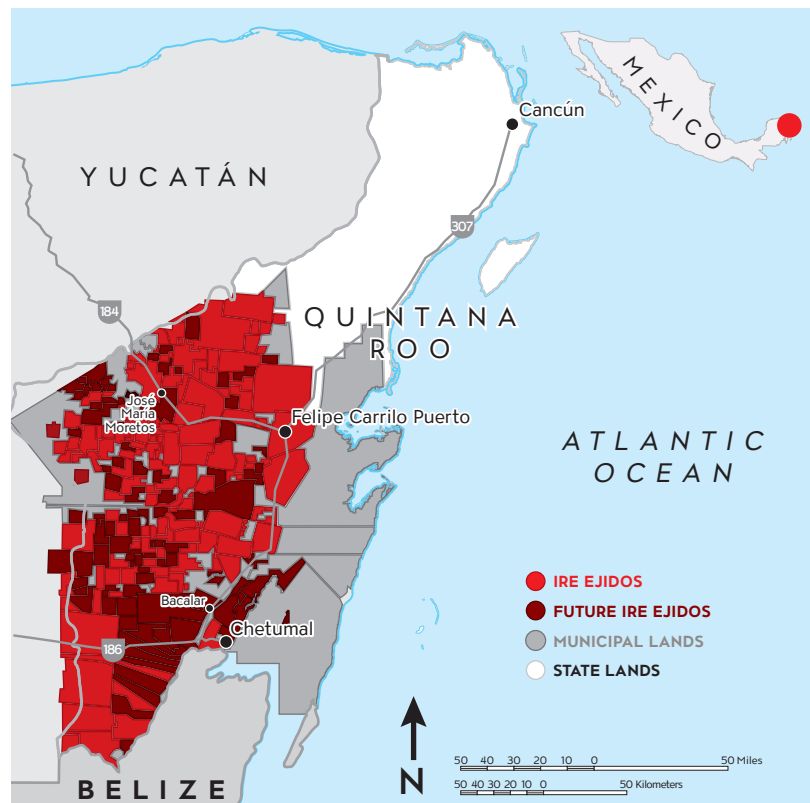 MEXICO
Cancún
YUCATÁN
307
184
QUINTANA
ROO
José
María
Moretos
Felipe Carrilo Puerto
ATLANTIC
OCEAN
IRE EJIDOS
FUTURE IRE EJIDOS
MUNICIPAL LANDS
STATE LANDS
Bacalar
Chetumal
186
N
BELIZE
50 40 30 20 10 0 50 Miles
50 40 30 20 10 0 50 Kilometers